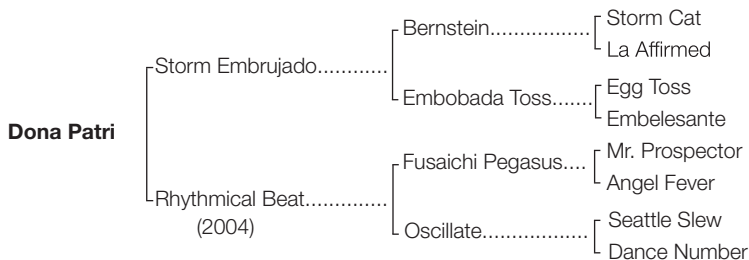 Storm Cat
Bernstein..................
La Affirmed
Storm Embrujado............
Egg Toss
Embobada Toss.......
Embelesante
Dona Patri
Mr. Prospector
Fusaichi Pegasus....
Angel Fever
Rhythmical Beat..............
(2004)
Seattle Slew
Oscillate...................
Dance Number